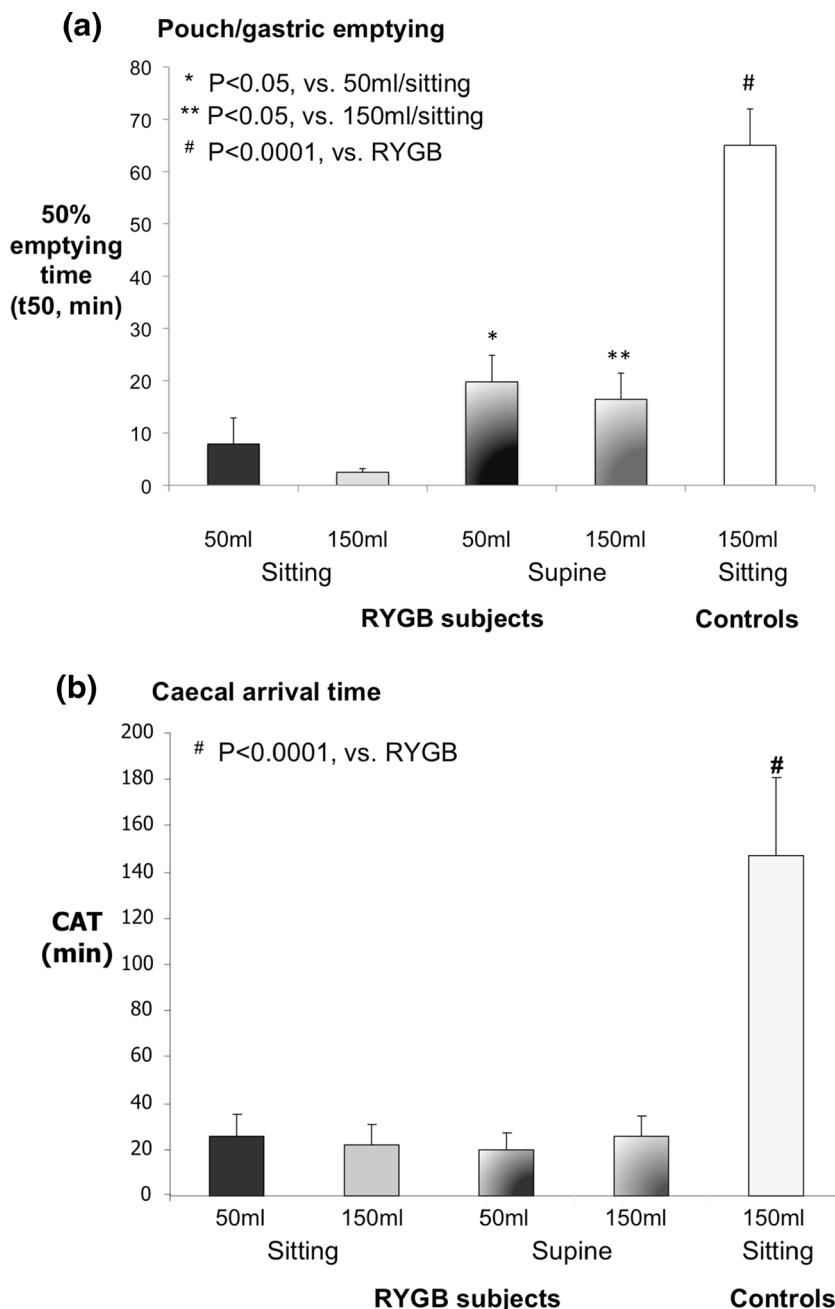 (a) Pouch/gastric emptying
80
70
60
50
40
30
20
10
0
* P<0.05, vs. 50ml/sitting
** P<0.05, vs. 150ml/sitting
# P<0.0001, vs. RYGB
50%
emptying
time
(t50, min)
*
**
#
50ml 150ml 50ml 150ml 150ml
Sitting Supine Sitting
RYGB subjects Controls
(b) Caecal arrival time
200
180
160
140
120
100
80
60
40
20
0
# P<0.0001, vs. RYGB
CAT
(min)
#
50ml 150ml 50ml 150ml 150ml
Sitting Supine Sitting
RYGB subjects Controls